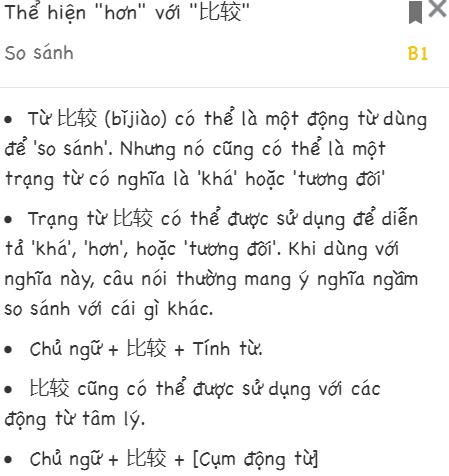 Thể hiện "hơn" với "比较"
So sánh
B1
• Từ 比较 (bǐjiào) có thể là một động từ dùng
để 'so sánh'. Nhưng nó cũng có thể là một
trạng từ có nghĩa là 'khá' hoặc 'tương đối'
• Trạng từ 比较 có thể được sử dụng để diễn
tả 'khá', 'hơn', hoặc 'tương đối'. Khi dùng với
nghĩa này, câu nói thường mang ý nghĩa ngầm
so sánh với cái gì khác.
• Chủ ngữ + 比较 + Tính từ.
• 比较 cũng có thể được sử dụng với các
động từ tâm lý.
• Chủ ngữ + 比较 + [Cụm động từ]